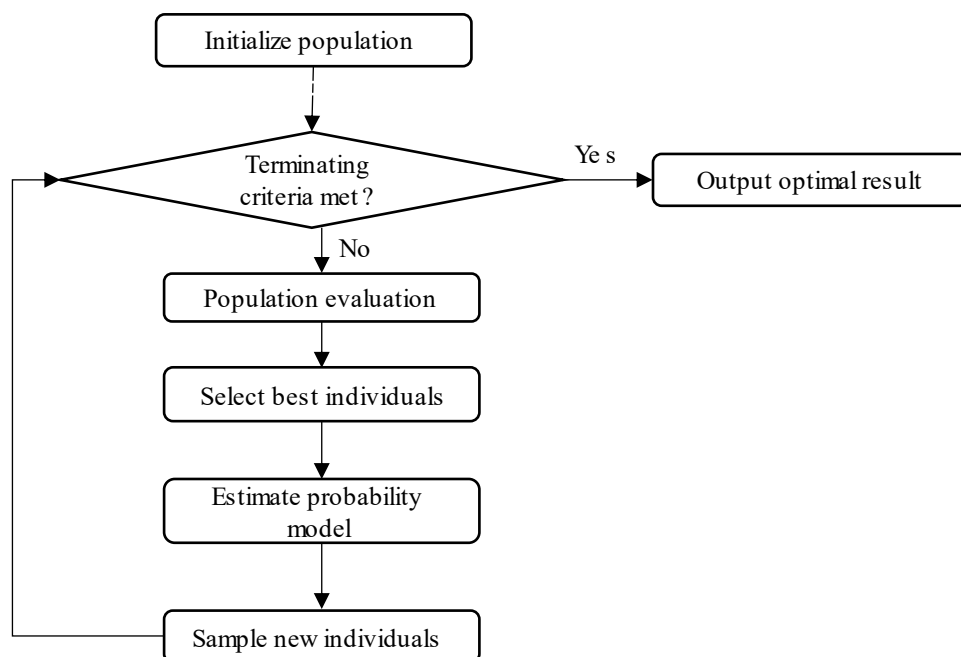 Initialize population
Terminating
criteria met?
Yes
Output optimal result
No
Population evaluation
Select best individuals
Estimate probability
model
Sample new individuals